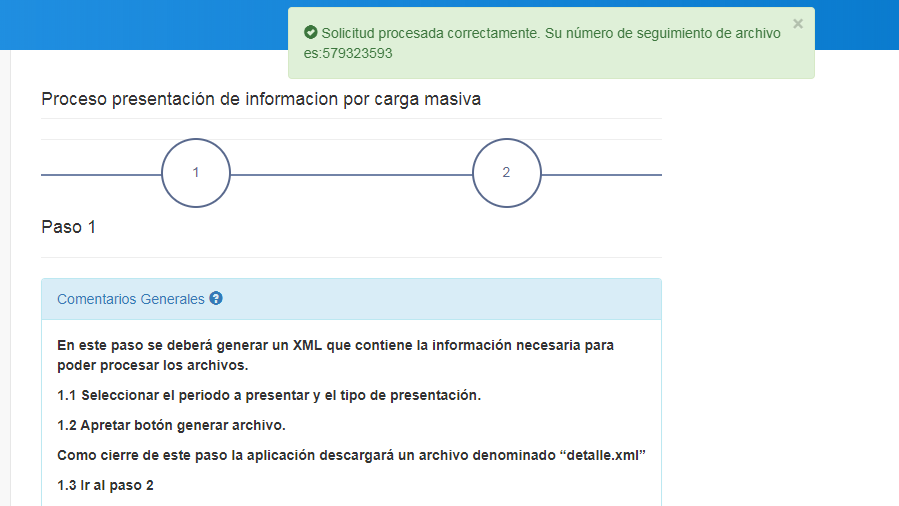 Solicitud procesada correctamente. Su número de seguimiento de archivo
es:579323593
×
Proceso presentación de informacion por carga masiva
1
2
Paso 1
Comentarios Generales
En este paso se deberá generar un XML que contiene la información necesaria para
poder procesar los archivos.
1.1 Seleccionar el periodo a presentar y el tipo de presentación.
1.2 Apretar botón generar archivo.
Como cierre de este paso la aplicación descargará un archivo denominado “detalle.xml”
1.3 Ir al paso 2